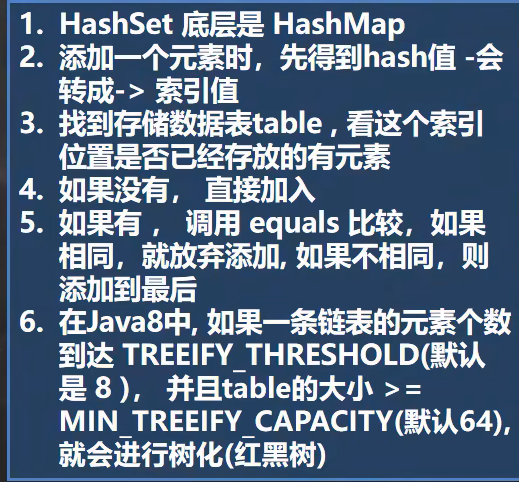 1. HashSet 底层是 HashMap
2. 添加一个元素时，先得到hash值 -会
转成-> 索引值
3. 找到存储数据表table , 看这个索引
位置是否已经存放的有元素
4. 如果没有， 直接加入
5. 如果有 ， 调用 equals 比较，如果
相同，就放弃添加, 如果不相同，则
添加到最后
6. 在Java8中, 如果一条链表的元素个数
到达 TREEIFY_THRESHOLD(默认
是 8 )， 并且table的大小 >=
MIN_TREEIFY_CAPACITY(默认64),
就会进行树化(红黑树)